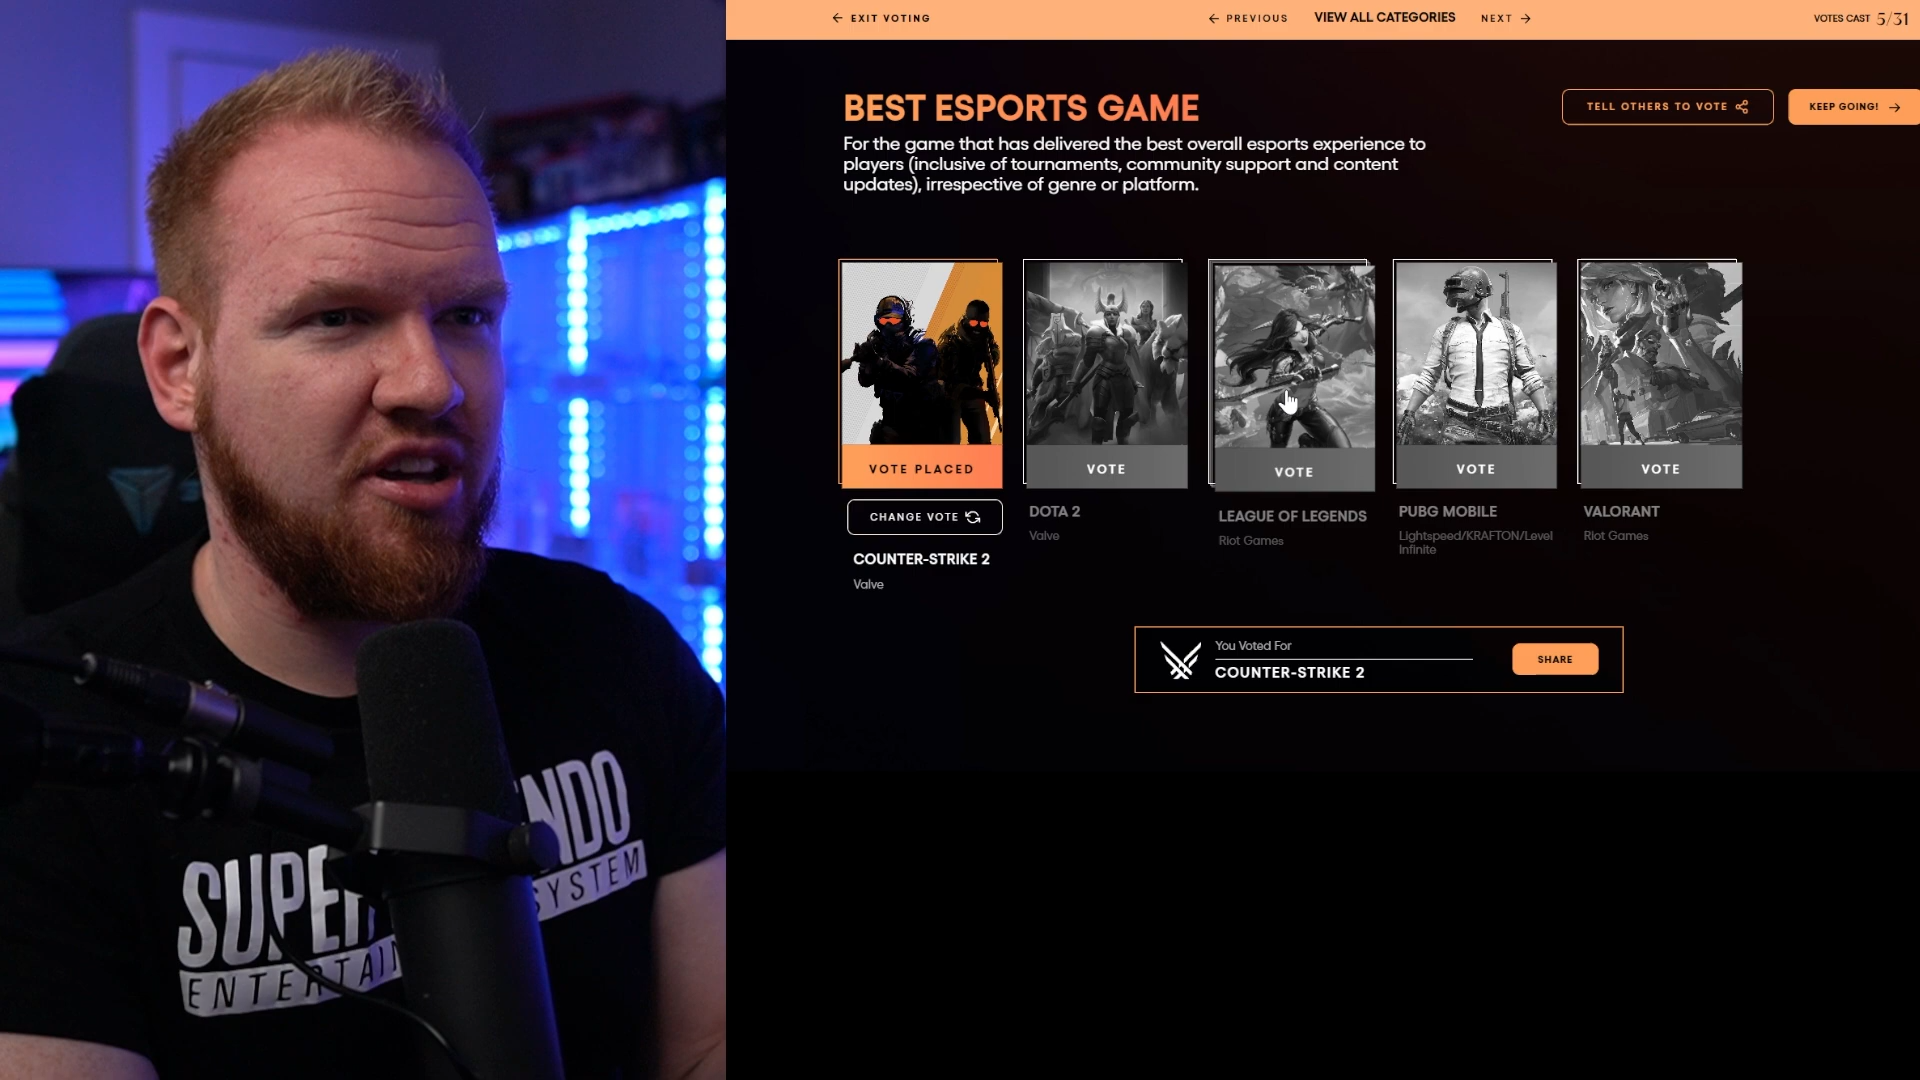 EXIT VOTING
PREVIOUS
VIEW ALL CATEGORIES
NEXT
VOTES CAST 5/31
BEST ESPORTS GAME
TELL OTHERS TO VOTE
KEEP GOING!
For the game that has delivered the best overall esports experience to
players (inclusive of tournaments, community support and content
updates), irrespective of genre or platform.
VOTE PLACED
VOTE
VOTE
VOTE
VOTE
CHANGE VOTE
COUNTER-STRIKE 2
Valve
DOTA 2
Valve
LEAGUE OF LEGENDS
Riot Games
PUBG MOBILE
Lightspeed/KRAFTON/Level
Infinite
VALORANT
Riot Games
You Voted For
COUNTER-STRIKE 2
SHARE
SUPE NDO
ENTERTAI SYSTEM